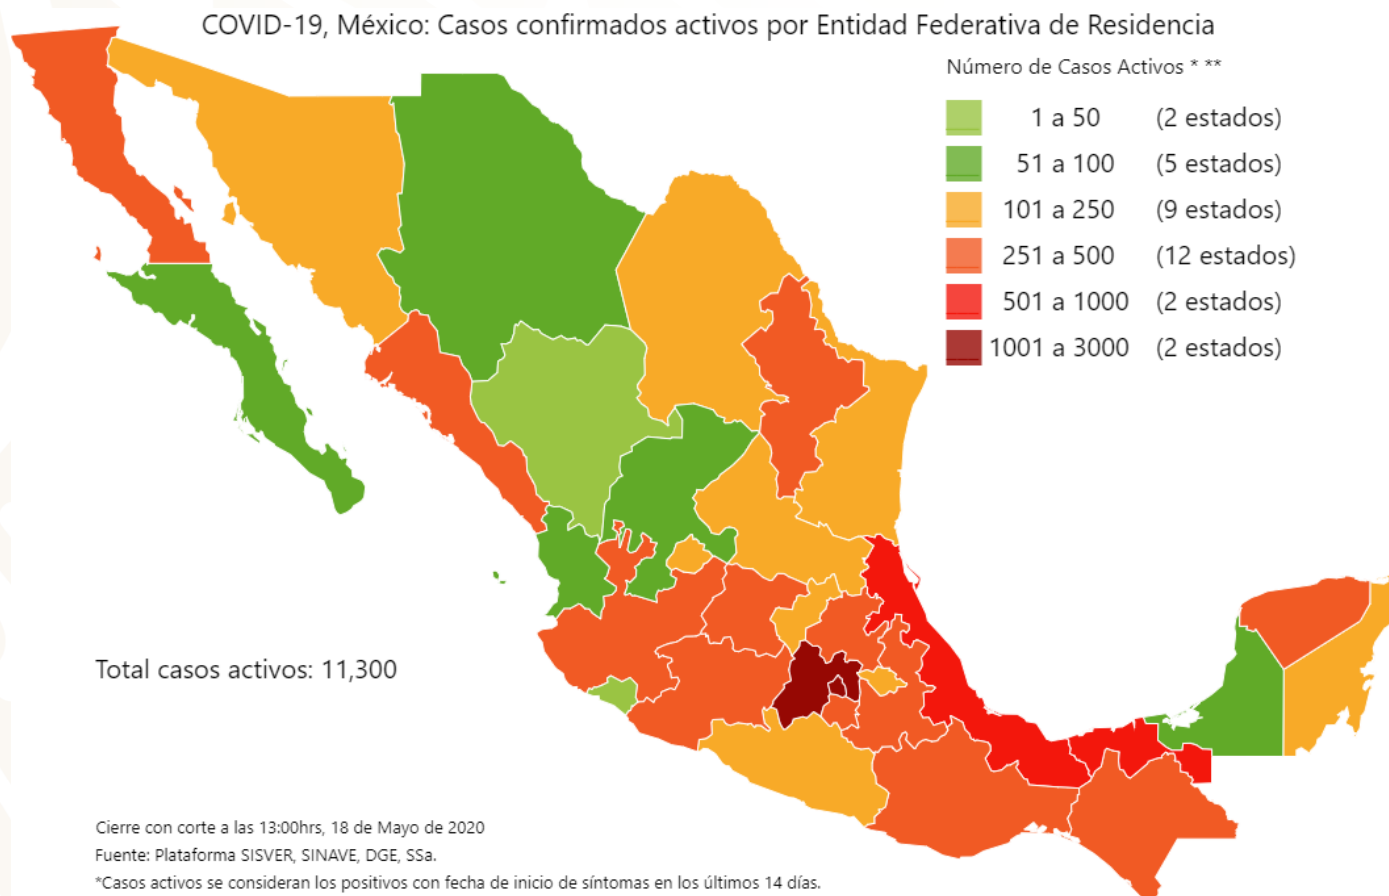 COVID-19, México: Casos confirmados activos por Entidad Federativa de Residencia
Número de Casos Activos * **
1 a 50 (2 estados)
51 a 100 (5 estados)
101 a 250 (9 estados)
251 a 500 (12 estados)
501 a 1000 (2 estados)
1001 a 3000 (2 estados)
Total casos activos: 11,300
Cierre con corte a las 13:00hrs, 18 de Mayo de 2020
Fuente: Plataforma SISVER, SINAVE, DGE, SSa.
*Casos activos se consideran los positivos con fecha de inicio de síntomas en los últimos 14 días.